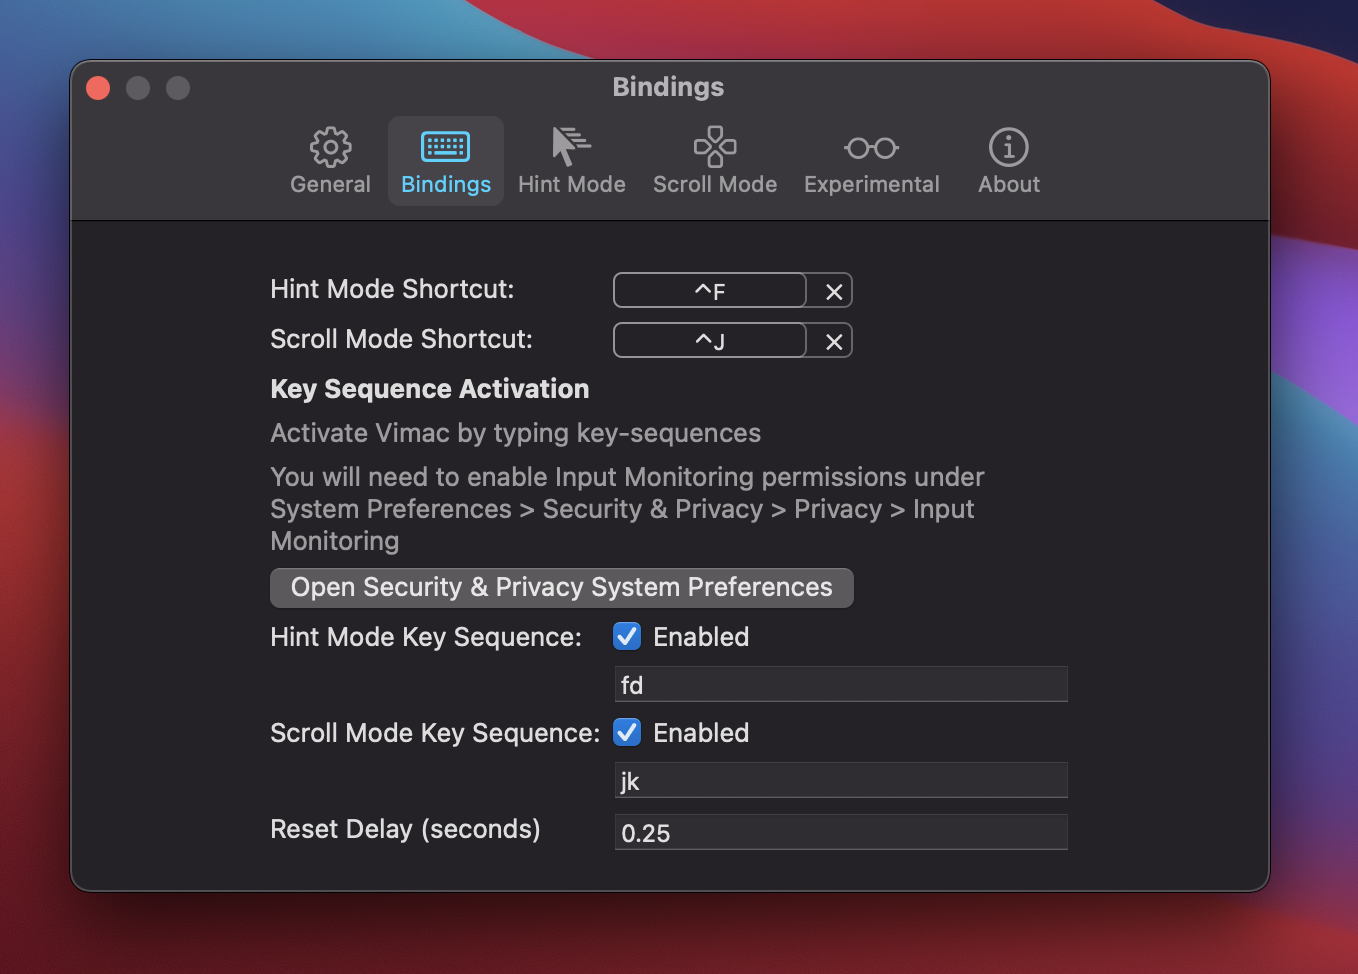 Bindings
General Bindings Hint Mode Scroll Mode Experimental About
Hint Mode Shortcut: ^F
Scroll Mode Shortcut: ^J
Key Sequence Activation
Activate Vimac by typing key-sequences
You will need to enable Input Monitoring permissions under
System Preferences > Security & Privacy > Privacy > Input
Monitoring
Open Security & Privacy System Preferences
Hint Mode Key Sequence: Enabled
fd
Scroll Mode Key Sequence: Enabled
jk
Reset Delay (seconds) 0.25